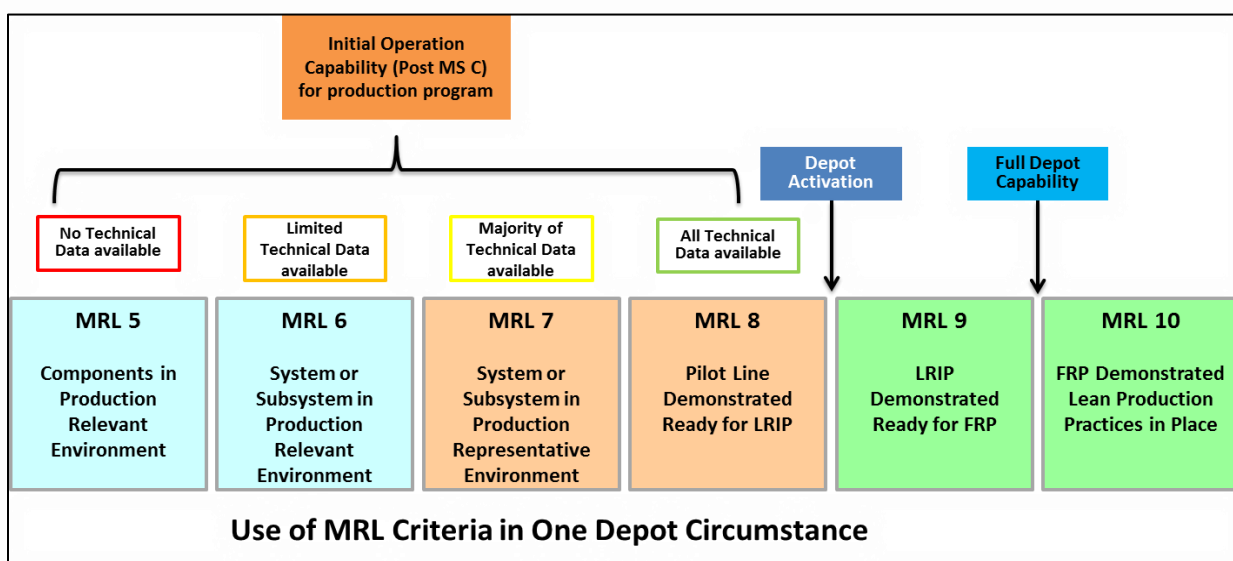 Initial Operation
Capability (Post MS C)
for production program
Depot
Activation
Full Depot
Capability
No Technical
Data available
Limited
Technical Data
available
Majority of
Technical Data
available
All Technical
Data available
MRL 5
Components in
Production
Relevant
Environment
MRL 6
System or
Subsystem in
Production
Relevant
Environment
MRL 7
System or
Subsystem in
Production
Representative
Environment
MRL 8
Pilot Line
Demonstrated
Ready for LRIP
MRL 9
LRIP
Demonstrated
Ready for FRP
MRL 10
FRP Demonstrated
Lean Production
Practices in Place
Use of MRL Criteria in One Depot Circumstance